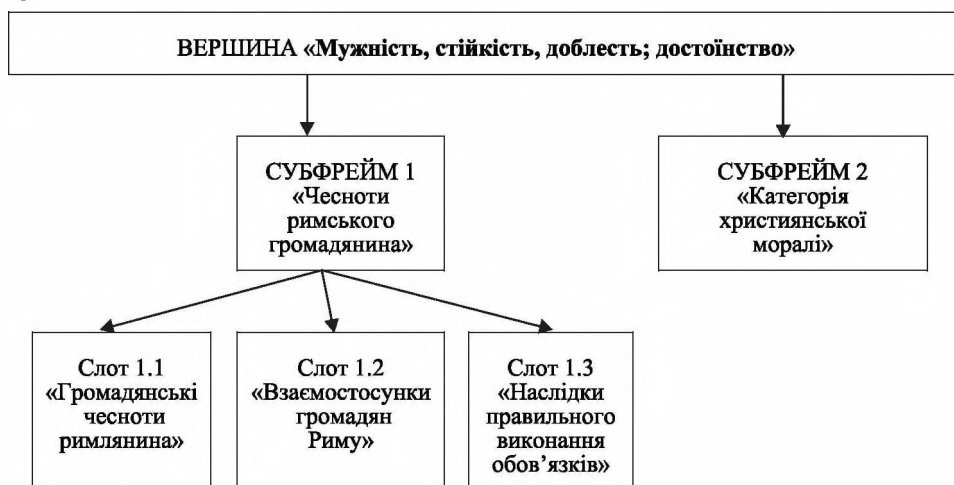 ВЕРШИНА «Мужність, стійкість, доблесть; достоїнство»
СУБФРЕЙМ 1
«Чесноти
римського
громадянина»
СУБФРЕЙМ 2
«Категорія
християнської
моралі»
Слот 1.1
«Громадянські
чесноти
римлянина»
Слот 1.2
«Взаємостосунки
громадян
Риму»
Слот 1.3
«Наслідки
правильного
виконання
обов’язків»